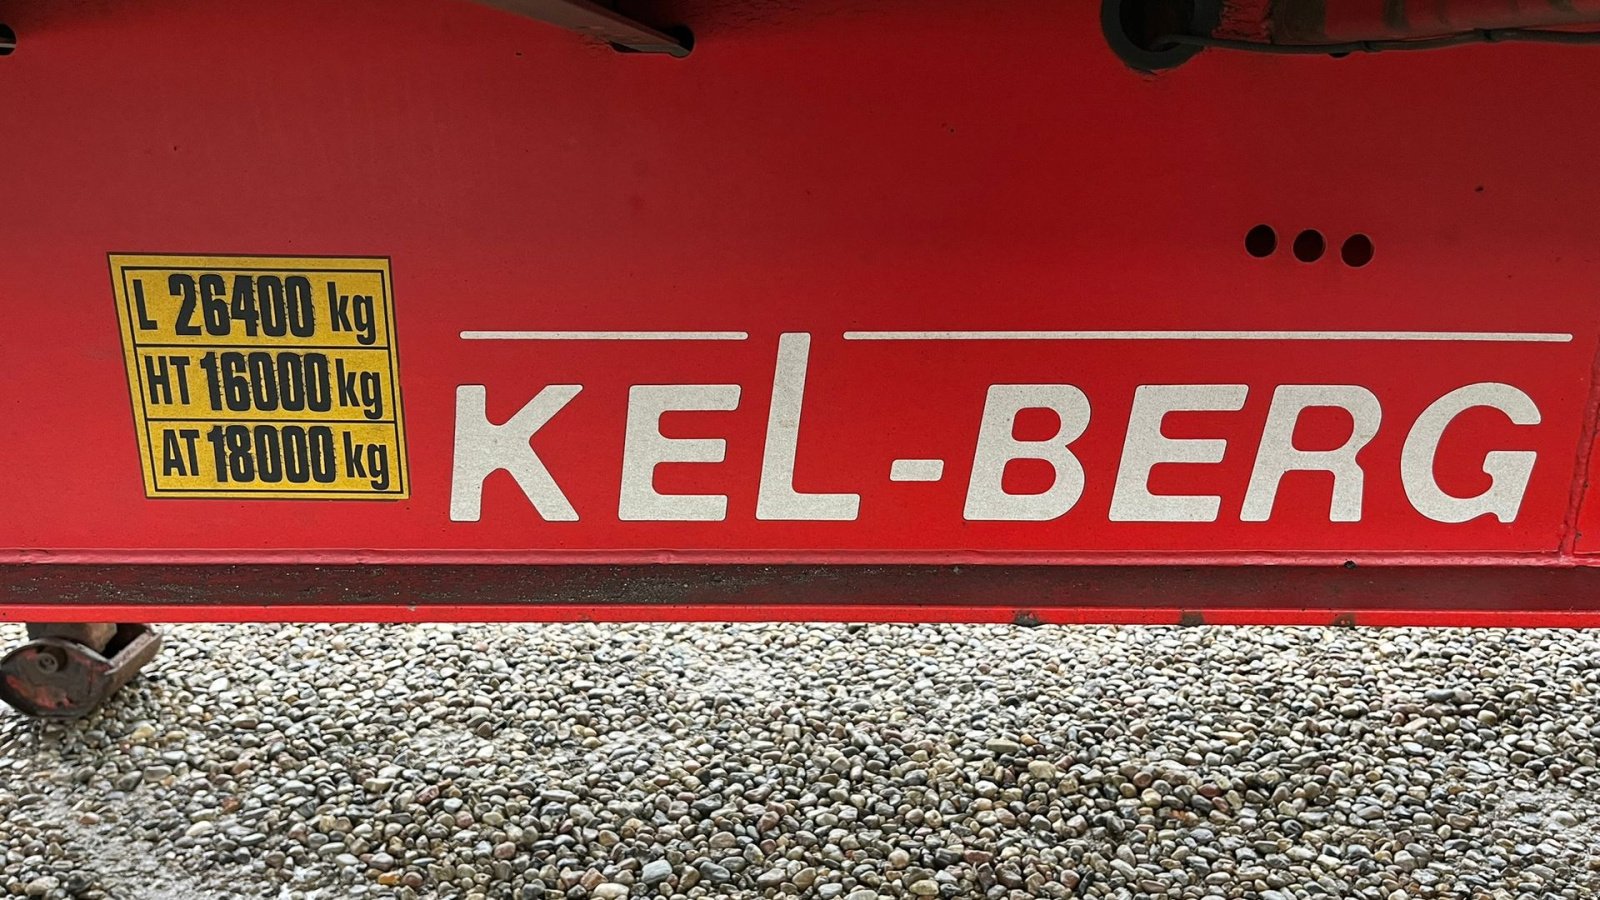 L 26400 kg
HT 16000 kg
AT 18000 kg
KEL-BERG